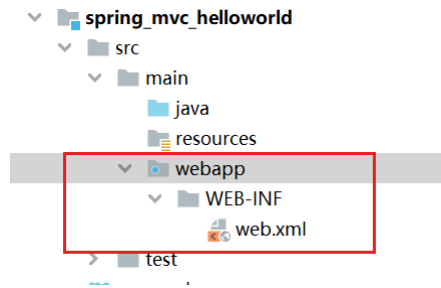 spring_mvc_helloworld
src
main
java
resources
webapp
WEB-INF
web.xml
test